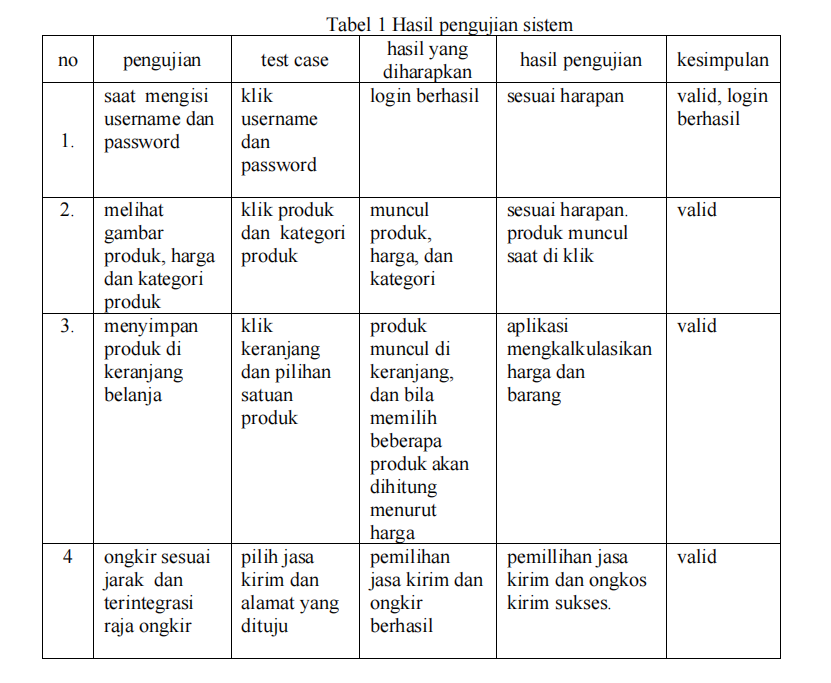 Tabel 1 Hasil pengujian sistem
no
pengujian
test case
hasil yang
diharapkan
hasil pengujian
kesimpulan
1.
saat mengisi
username dan
password
klik
username
dan
password
login berhasil
sesuai harapan
valid, login
berhasil
2.
melihat
gambar
produk, harga
dan kategori
produk
klik produk
dan kategori
produk
muncul
produk,
harga, dan
kategori
sesuai harapan.
produk muncul
saat di klik
valid
3.
menyimpan
produk di
keranjang
belanja
klik
keranjang
dan pilihan
satuan
produk
produk
muncul di
keranjang,
dan bila
memilih
beberapa
produk akan
dihitung
menurut
harga
aplikasi
mengkalkulasikan
harga dan
barang
valid
4
ongkir sesuai
jarak dan
terintegrasi
raja ongkir
pilih jasa
kirim dan
alamat yang
dituju
pemilihan
jasa kirim dan
ongkir
berhasil
pemillihan jasa
kirim dan ongkos
kirim sukses.
valid